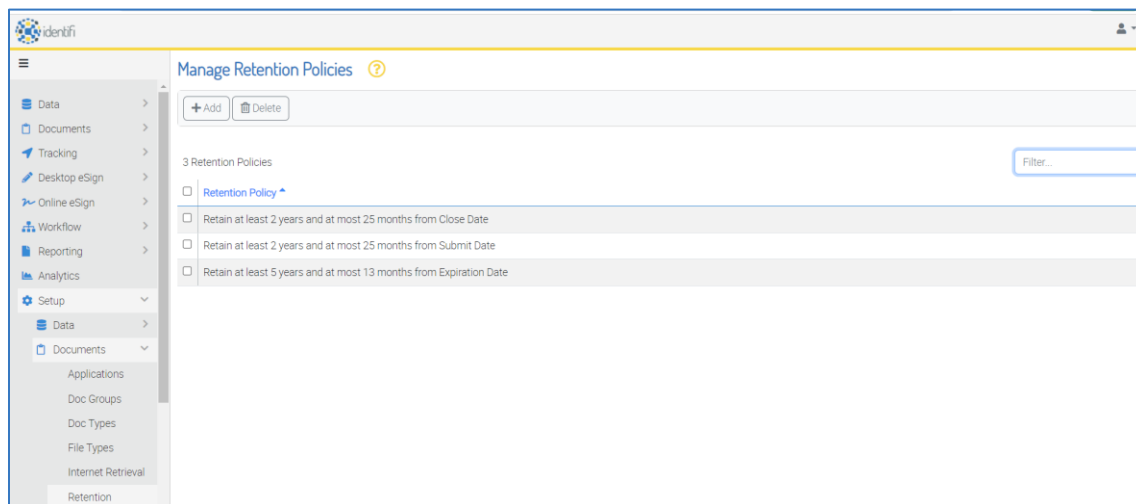 identifi
Manage Retention Policies ?
+ Add Delete
3 Retention Policies Filter...
Retention Policy
Retain at least 2 years and at most 25 months from Close Date
Retain at least 2 years and at most 25 months from Submit Date
Retain at least 5 years and at most 13 months from Expiration Date
Data
Documents
Tracking
Desktop eSign
Online eSign
Workflow
Reporting
Analytics
Setup
Data
Documents
Applications
Doc Groups
Doc Types
File Types
Internet Retrieval
Retention